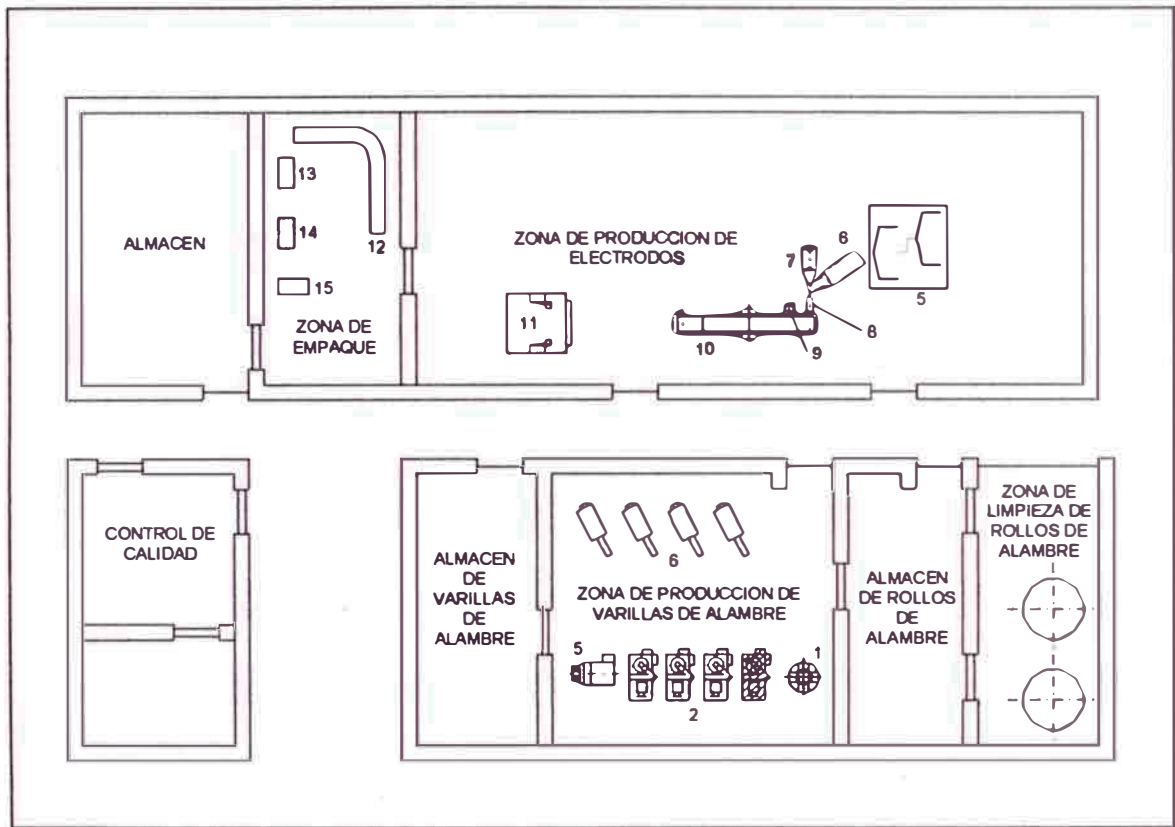 ALMACEN
13
14
15
12
ZONA DE
EMPAQUE
ZONA DE PRODUCCION DE
ELECTRODOS
11
10
7
6
5
8
9
CONTROL DE
CALIDAD
ALMACEN
DE
VARILLAS
DE
ALAMBRE
6
ZONA DE PRODUCCION DE
VARILLAS DE ALAMBRE
5
2
1
ALMACEN
DE ROLLOS
DE
ALAMBRE
ZONA DE
LIMPIEZA DE
ROLLOS DE
ALAMBRE